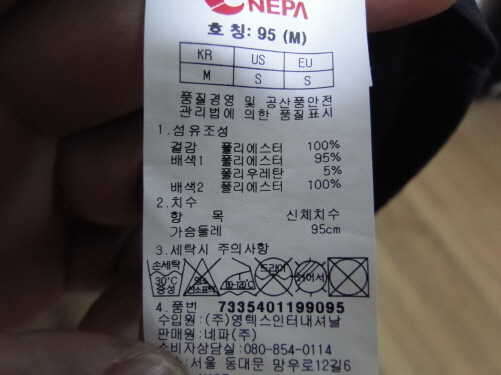 NEPA
호 칭: 95 (M)
KR US EU
M S S
품질경영 및 공산품안전
관리법에 의한 품질표시
1.섬유조성
겉감 폴리에스터 100%
배색1 폴리에스터 95%
폴리우레탄 5%
배색2 폴리에스터 100%
2.치수
항 목 신체치수
가슴둘레 95cm
3.세탁시 주의사항
손세탁
30℃
중성
드라이
4.품번 7335401199095
수입원:(주)영텍스인터내셔날
판매원:네파(주)
소비자상담실:080-854-0114
서울 동대문 망우로12길6